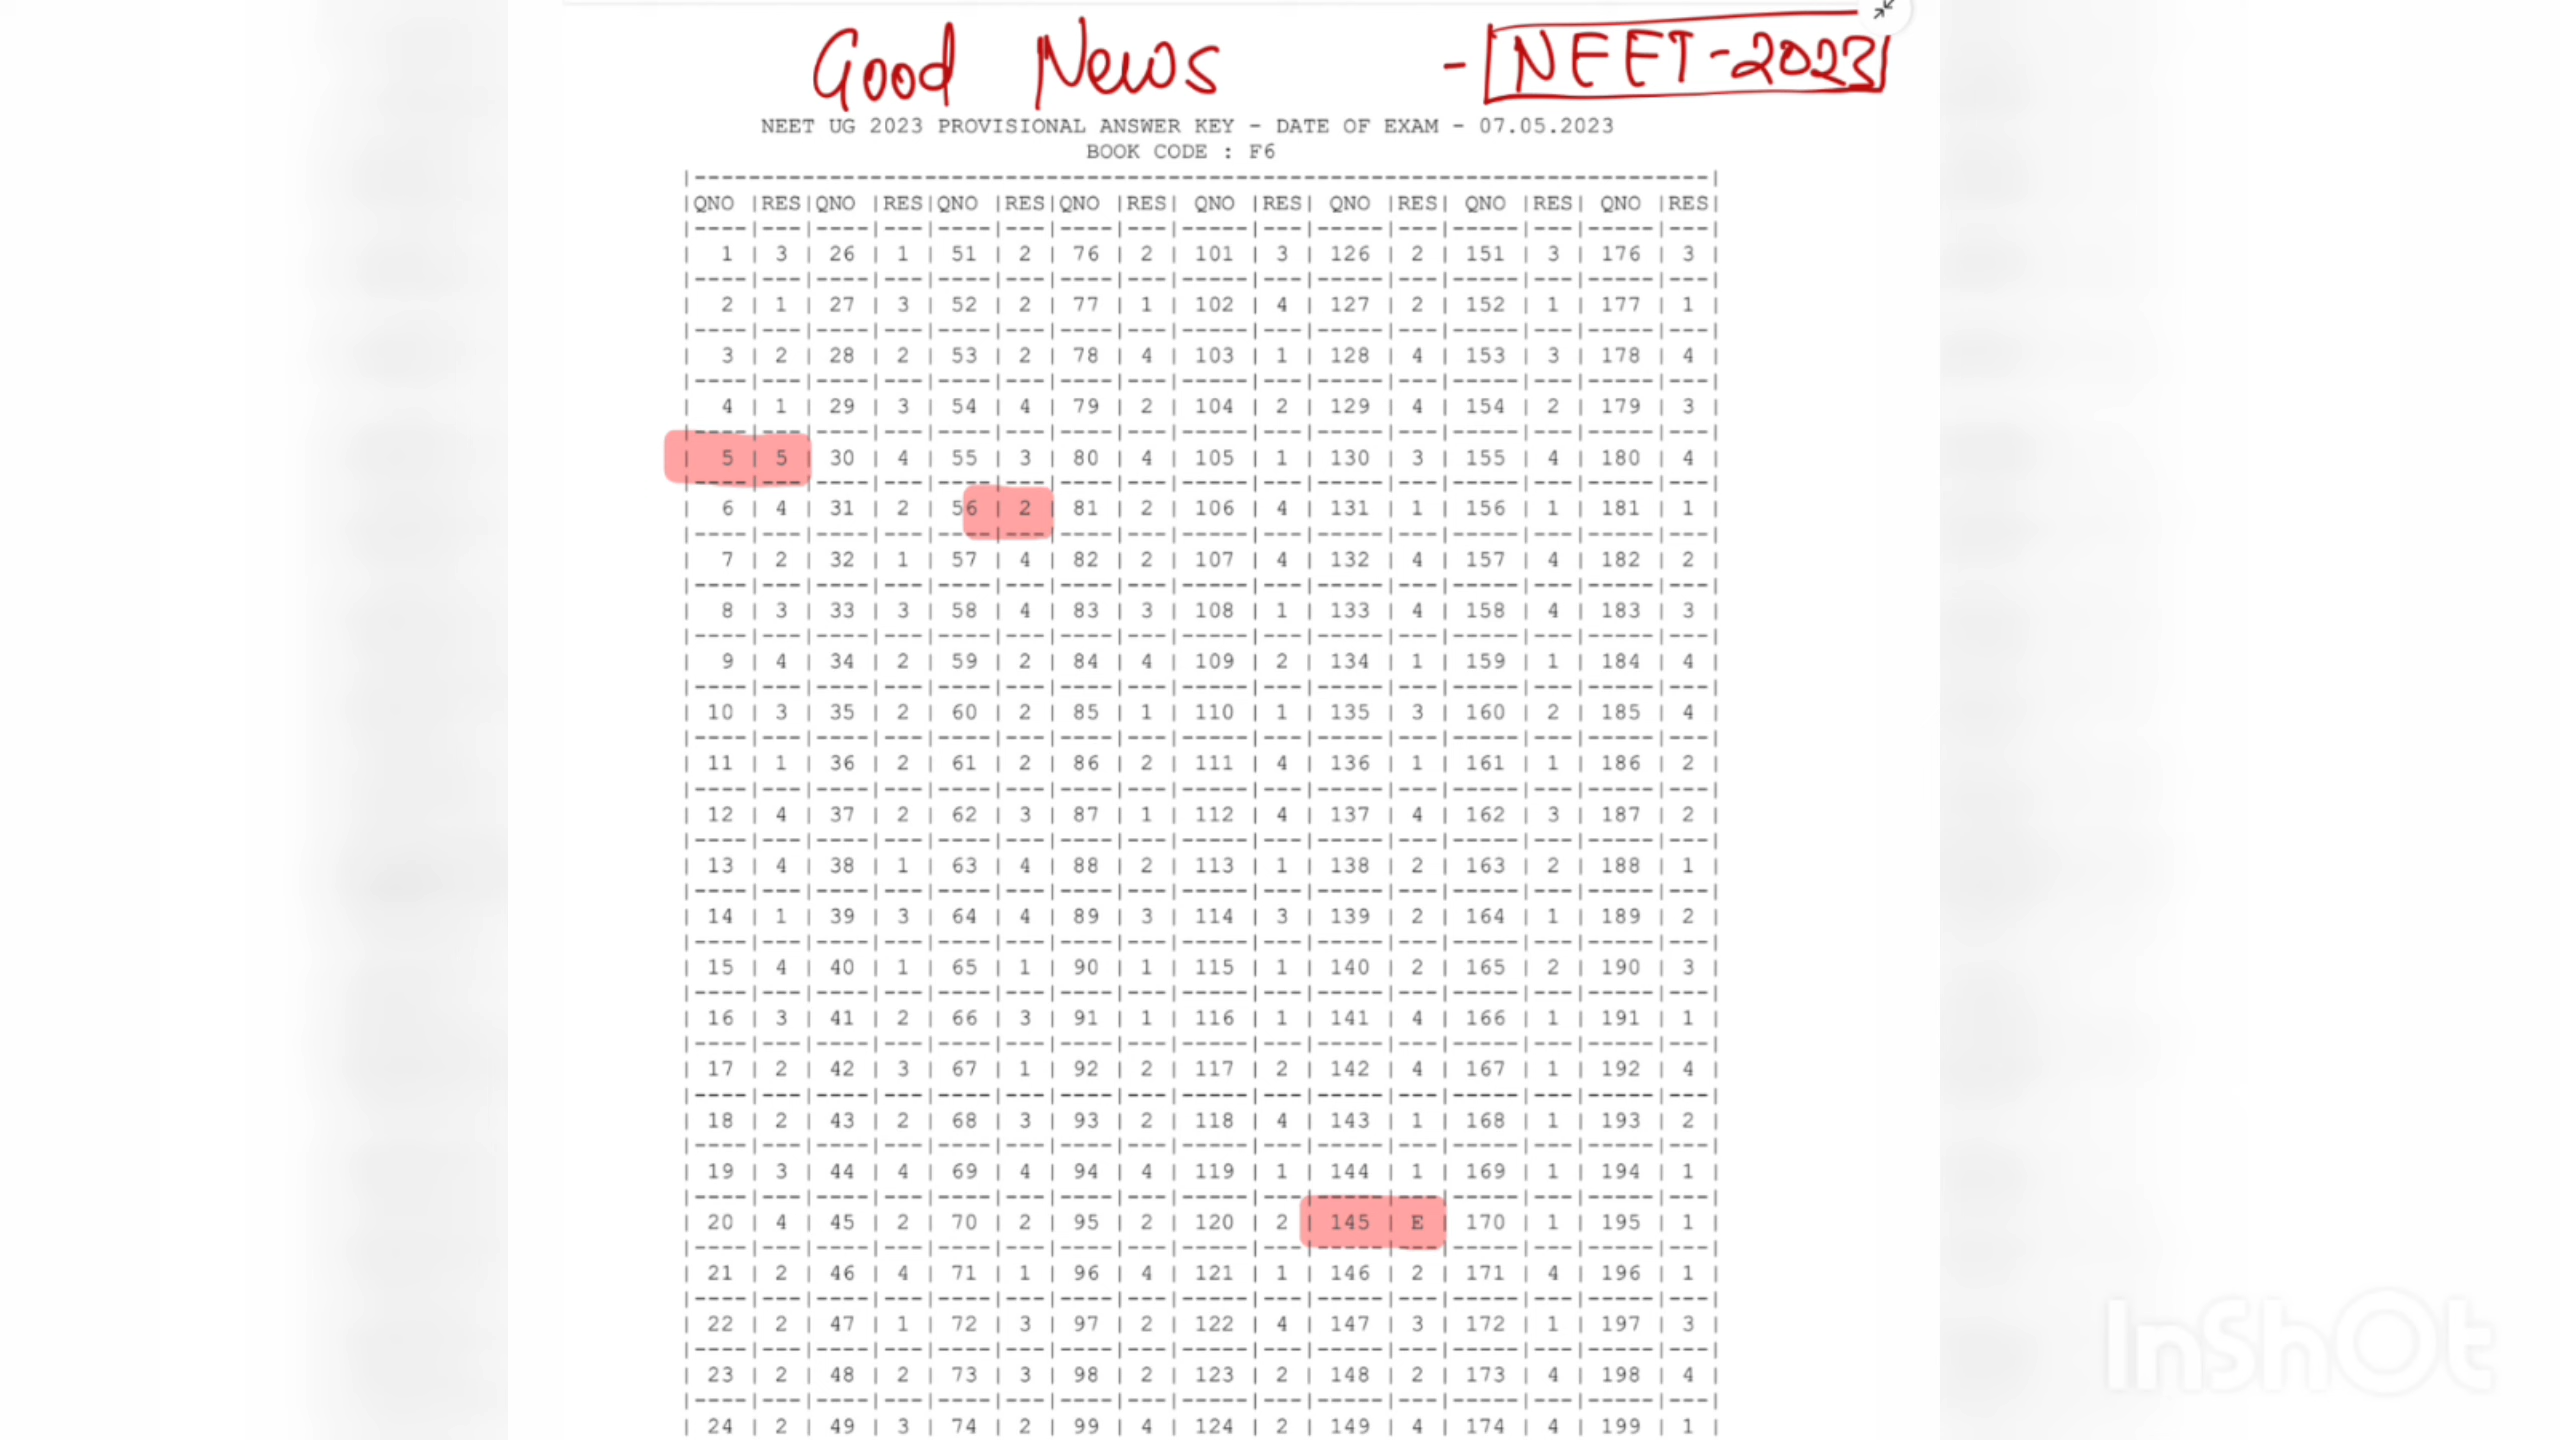 Good News - NEET-2023
NEET UG 2023 PROVISIONAL ANSWER KEY - DATE OF EXAM - 07.05.2023
BOOK CODE : F6
|QNO |RES|QNO |RES|QNO |RES|QNO |RES| QNO |RES| QNO |RES| QNO |RES| QNO |RES|
| 1 | 3 | 26 | 1 | 51 | 2 | 76 | 2 | 101 | 3 | 126 | 2 | 151 | 3 | 176 | 3 |
| 2 | 1 | 27 | 3 | 52 | 2 | 77 | 1 | 102 | 4 | 127 | 2 | 152 | 1 | 177 | 1 |
| 3 | 2 | 28 | 2 | 53 | 2 | 78 | 4 | 103 | 1 | 128 | 4 | 153 | 3 | 178 | 4 |
| 4 | 1 | 29 | 3 | 54 | 4 | 79 | 2 | 104 | 2 | 129 | 4 | 154 | 2 | 179 | 3 |
| 5 | 5 | 30 | 4 | 55 | 3 | 80 | 4 | 105 | 1 | 130 | 3 | 155 | 4 | 180 | 4 |
| 6 | 4 | 31 | 2 | 56 | 2 | 81 | 2 | 106 | 4 | 131 | 1 | 156 | 1 | 181 | 1 |
| 7 | 2 | 32 | 1 | 57 | 4 | 82 | 2 | 107 | 4 | 132 | 4 | 157 | 4 | 182 | 2 |
| 8 | 3 | 33 | 3 | 58 | 4 | 83 | 3 | 108 | 1 | 133 | 4 | 158 | 4 | 183 | 3 |
| 9 | 4 | 34 | 2 | 59 | 2 | 84 | 4 | 109 | 2 | 134 | 1 | 159 | 1 | 184 | 4 |
| 10 | 3 | 35 | 2 | 60 | 2 | 85 | 1 | 110 | 1 | 135 | 3 | 160 | 2 | 185 | 4 |
| 11 | 1 | 36 | 2 | 61 | 2 | 86 | 2 | 111 | 4 | 136 | 1 | 161 | 1 | 186 | 2 |
| 12 | 4 | 37 | 2 | 62 | 3 | 87 | 1 | 112 | 4 | 137 | 4 | 162 | 3 | 187 | 2 |
| 13 | 4 | 38 | 1 | 63 | 4 | 88 | 2 | 113 | 1 | 138 | 2 | 163 | 2 | 188 | 1 |
| 14 | 1 | 39 | 3 | 64 | 4 | 89 | 3 | 114 | 3 | 139 | 2 | 164 | 1 | 189 | 2 |
| 15 | 4 | 40 | 1 | 65 | 1 | 90 | 1 | 115 | 1 | 140 | 2 | 165 | 2 | 190 | 3 |
| 16 | 3 | 41 | 2 | 66 | 3 | 91 | 1 | 116 | 1 | 141 | 4 | 166 | 1 | 191 | 1 |
| 17 | 2 | 42 | 3 | 67 | 1 | 92 | 2 | 117 | 2 | 142 | 4 | 167 | 1 | 192 | 4 |
| 18 | 2 | 43 | 2 | 68 | 3 | 93 | 2 | 118 | 4 | 143 | 1 | 168 | 1 | 193 | 2 |
| 19 | 3 | 44 | 4 | 69 | 4 | 94 | 4 | 119 | 1 | 144 | 1 | 169 | 1 | 194 | 1 |
| 20 | 4 | 45 | 2 | 70 | 2 | 95 | 2 | 120 | 2 | 145 | E | 170 | 1 | 195 | 1 |
| 21 | 2 | 46 | 4 | 71 | 1 | 96 | 4 | 121 | 1 | 146 | 2 | 171 | 4 | 196 | 1 |
| 22 | 2 | 47 | 1 | 72 | 3 | 97 | 2 | 122 | 4 | 147 | 3 | 172 | 1 | 197 | 3 |
| 23 | 2 | 48 | 2 | 73 | 3 | 98 | 2 | 123 | 2 | 148 | 2 | 173 | 4 | 198 | 4 |
| 24 | 2 | 49 | 3 | 74 | 2 | 99 | 4 | 124 | 2 | 149 | 4 | 174 | 4 | 199 | 1 |
InShOt